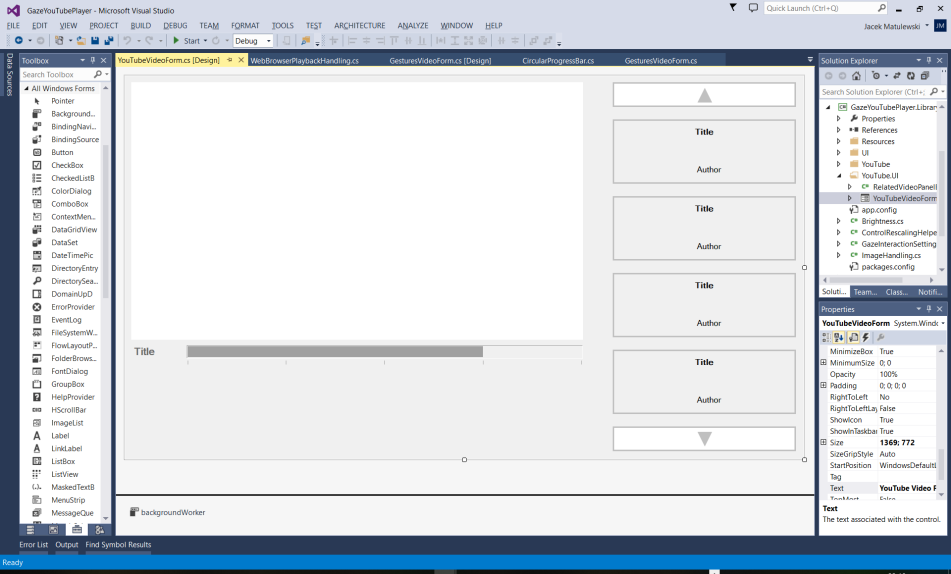 GazeYouTubePlayer - Microsoft Visual Studio
Quick Launch (Ctrl+Q)
FILE EDIT VIEW PROJECT BUILD DEBUG TEAM FORMAT TOOLS TEST ARCHITECTURE ANALYZE WINDOW HELP
Jacek Matulewski JM
Start Debug
Data Sources
Toolbox
Search Toolbox
All Windows Forms
Pointer
Background...
BindingNavi...
BindingSource
Button
CheckBox
CheckedListB
ColorDialog
ComboBox
ContextMen...
DataGridView
DataSet
DateTimePic
DirectoryEntry
DirectorySea...
DomainUpD
ErrorProvider
EventLog
FileSystemW...
FlowLayoutP...
FolderBrows...
FontDialog
GroupBox
HelpProvider
HScrollBar
ImageList
Label
LinkLabel
ListBox
ListView
MaskedTextB
MenuStrip
MessageQue
YouTubeVideoForm.cs [Design] WebBrowserPlaybackHandling.cs GesturesVideoForm.cs [Design] CircularProgressBar.cs GesturesVideoForm.cs
Title
Title
Author
Title
Author
Title
Author
Title
Author
backgroundWorker
Solution Explorer
Search Solution Explorer (Ctrl+;
GazeYouTubePlayer.Library
Properties
References
Resources
UI
YouTube
YouTube.UI
RelatedVideoPanell
YouTubeVideoForm
app.config
Brightness.cs
ControlRescalingHelpe
GazeInteractionSetting
ImageHandling.cs
packages.config
Soluti... Team... Class... Notifi...
Properties
YouTubeVideoForm System.Windo
MinimizeBox True
MinimumSize 0; 0
Opacity 100%
Padding 0; 0; 0; 0
RightToLeft No
RightToLeftLay False
ShowIcon True
ShowInTaskbar True
Size 1369; 772
SizeGripStyle Auto
StartPosition WindowsDefaultL
Tag
Text YouTube Video F
TopMost False
Text
The text associated with the control.
Error List Output Find Symbol Results
Ready